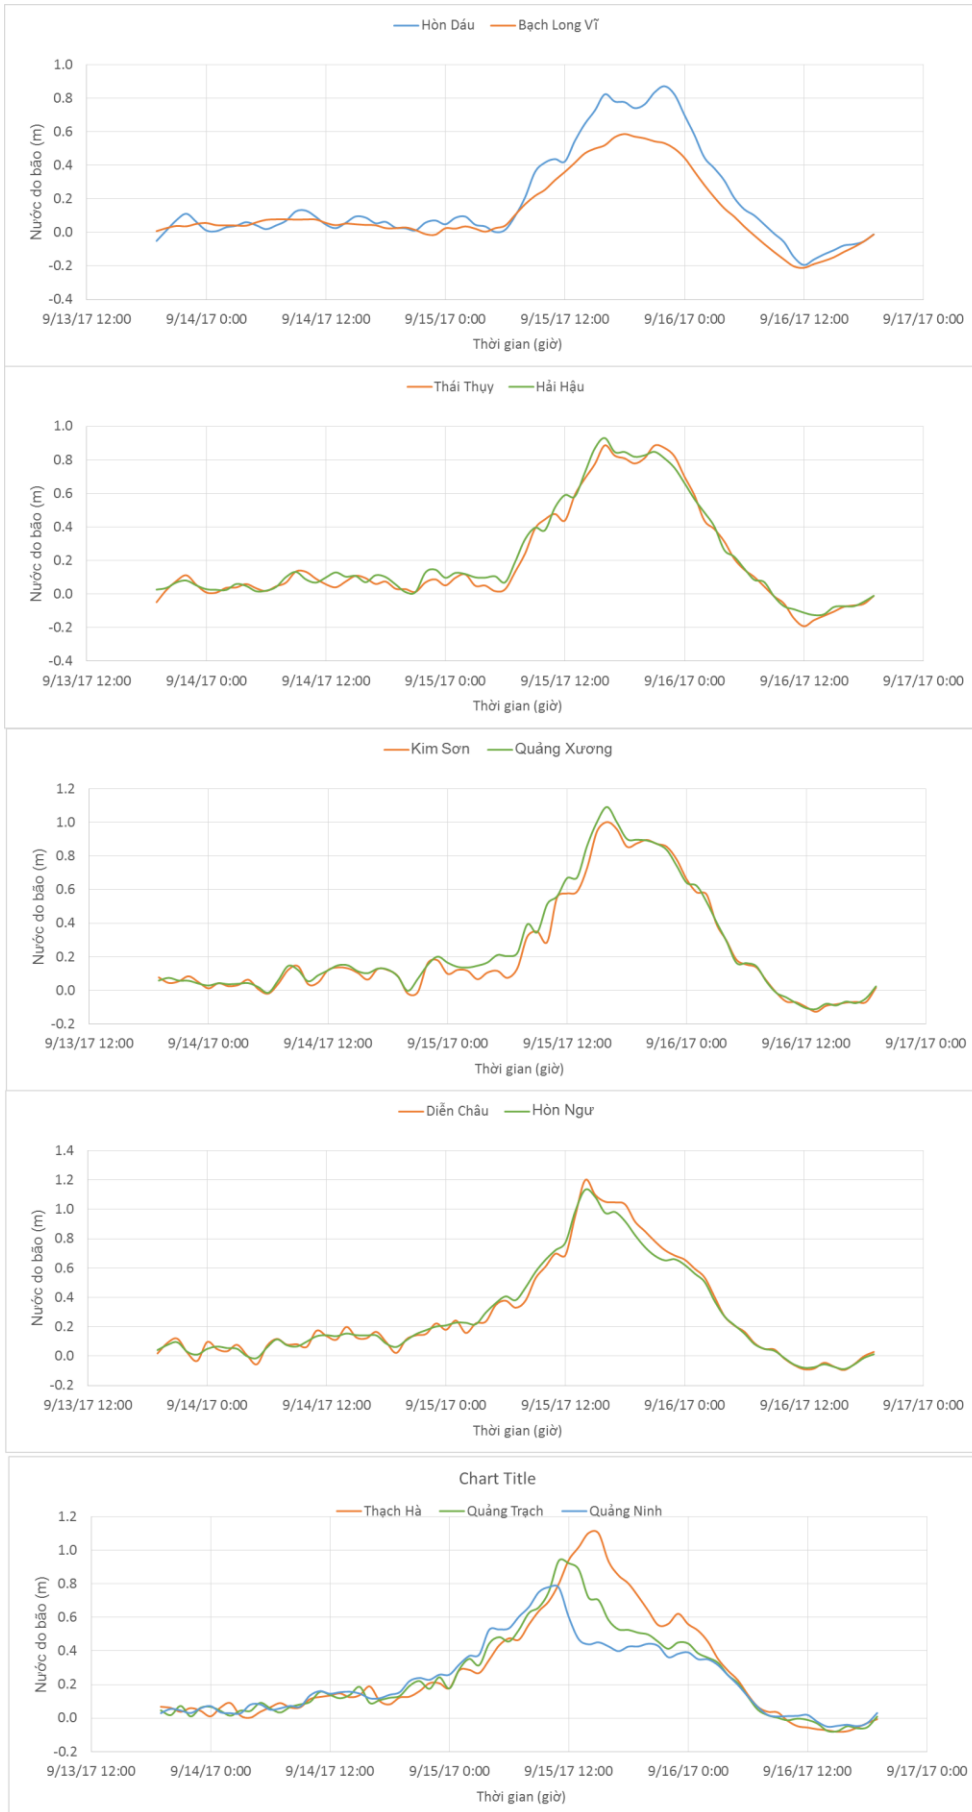 Hòn Dáu Bạch Long Vĩ
1.0
0.8
0.6
0.4
0.2
0.0
-0.2
-0.4
Nước do bão (m)
9/13/17 12:00 9/14/17 0:00 9/14/17 12:00 9/15/17 0:00 9/15/17 12:00 9/16/17 0:00 9/16/17 12:00 9/17/17 0:00
Thời gian (giờ)
Thái Thụy Hải Hậu
1.0
0.8
0.6
0.4
0.2
0.0
-0.2
-0.4
Nước do bão (m)
9/13/17 12:00 9/14/17 0:00 9/14/17 12:00 9/15/17 0:00 9/15/17 12:00 9/16/17 0:00 9/16/17 12:00 9/17/17 0:00
Thời gian (giờ)
Kim Sơn Quảng Xương
1.2
1.0
0.8
0.6
0.4
0.2
0.0
-0.2
Nước do bão (m)
9/13/17 12:00 9/14/17 0:00 9/14/17 12:00 9/15/17 0:00 9/15/17 12:00 9/16/17 0:00 9/16/17 12:00 9/17/17 0:00
Thời gian (giờ)
Diễn Châu Hòn Ngư
1.4
1.2
1.0
0.8
0.6
0.4
0.2
0.0
-0.2
Nước do bão (m)
9/13/17 12:00 9/14/17 0:00 9/14/17 12:00 9/15/17 0:00 9/15/17 12:00 9/16/17 0:00 9/16/17 12:00 9/17/17 0:00
Thời gian (giờ)
Chart Title
Thạch Hà Quảng Trạch Quảng Ninh
1.2
1.0
0.8
0.6
0.4
0.2
0.0
-0.2
Nước do bão (m)
9/13/17 12:00 9/14/17 0:00 9/14/17 12:00 9/15/17 0:00 9/15/17 12:00 9/16/17 0:00 9/16/17 12:00 9/17/17 0:00
Thời gian (giờ)